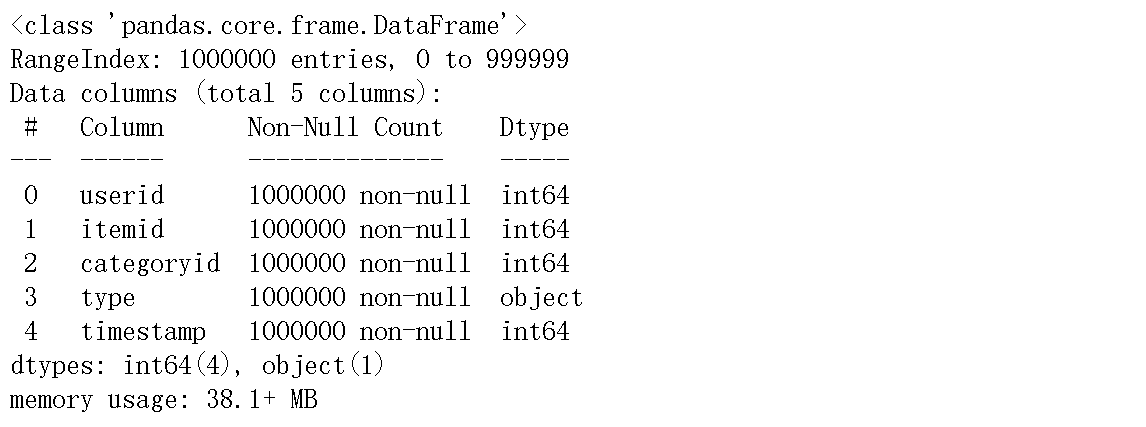 <class 'pandas.core.frame.DataFrame'>
RangeIndex: 1000000 entries, 0 to 999999
Data columns (total 5 columns):
 #   Column      Non-Null Count    Dtype
---  ------      --------------    -----
 0   userid      1000000 non-null  int64
 1   itemid      1000000 non-null  int64
 2   categoryid  1000000 non-null  int64
 3   type        1000000 non-null  object
 4   timestamp   1000000 non-null  int64
dtypes: int64(4), object(1)
memory usage: 38.1+ MB